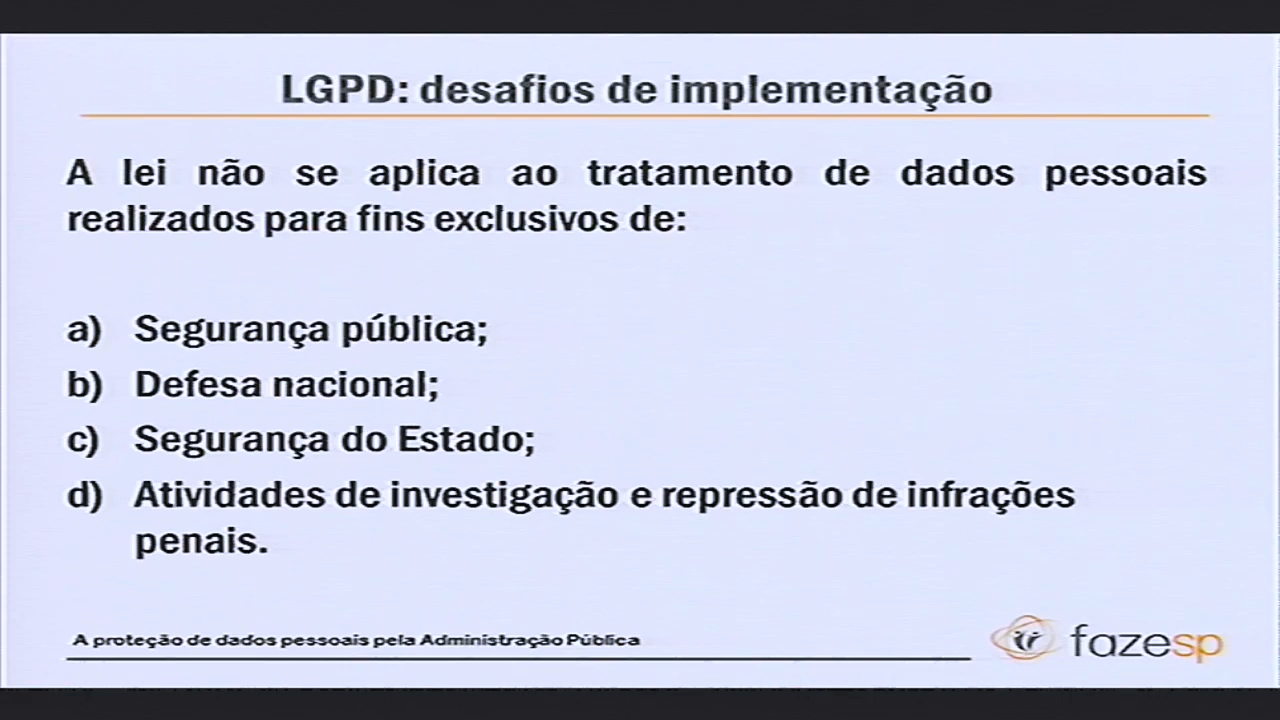 LGPD: desafios de implementação
A lei não se aplica ao tratamento de dados pessoais
realizados para fins exclusivos de:
a) Segurança pública;
b) Defesa nacional;
c) Segurança do Estado;
d) Atividades de investigação e repressão de infrações
penais.
A proteção de dados pessoais pela Administração Pública
fazesp